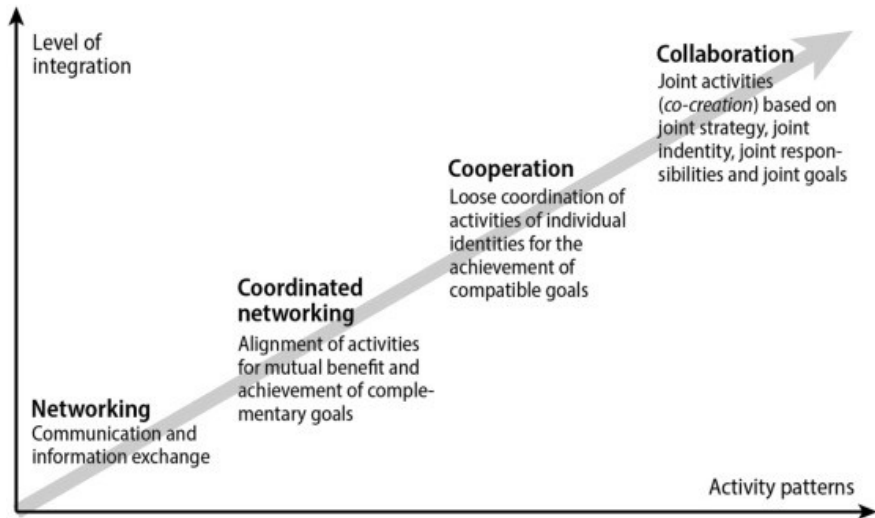 Level of
integration
Collaboration
Joint activities
(co-creation) based on
joint strategy, joint
indentity, joint respon-
sibilities and joint goals
Cooperation
Loose coordination of
activities of individual
identities for the
achievement of
compatible goals
Coordinated
networking
Alignment of activities
for mutual benefit and
achievement of comple-
mentary goals
Networking
Communication and
information exchange
Activity patterns